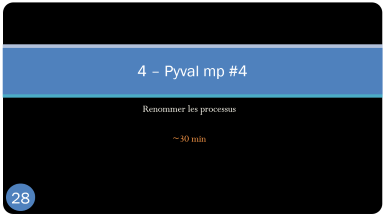 4 – Pyval mp #4
Renommer les processus
~30 min
28